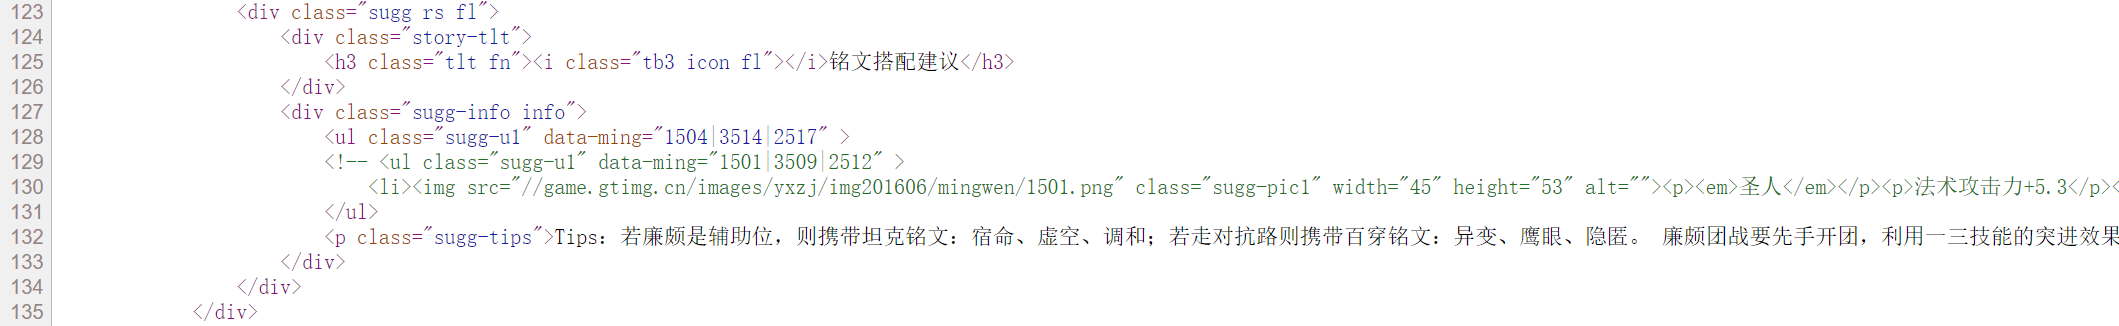 123 <div class="sugg rs fl">
124 <div class="story-tlt">
125 <h3 class="tlt fn"><i class="tb3 icon fl"></i>铭文搭配建议</h3>
126 </div>
127 <div class="sugg-info info">
128 <ul class="sugg-u1" data-ming="1504|3514|2517" >
129 <!-- <ul class="sugg-u1" data-ming="1501|3509|2512" >
130 <li><img src="//game.gtimg.cn/images/yxzj/img201606/mingwen/1501.png" class="sugg-pic1" width="45" height="53" alt=""><p><em>圣人</em></p><p>法术攻击力+5.3</p><
131 </ul>
132 <p class="sugg-tips">Tips：若廉颇是辅助位，则携带坦克铭文：宿命、虚空、调和；若走对抗路则携带百穿铭文：异变、鹰眼、隐匿。 廉颇团战要先手开团，利用一三技能的突进效果
133 </div>
134 </div>
135 </div>